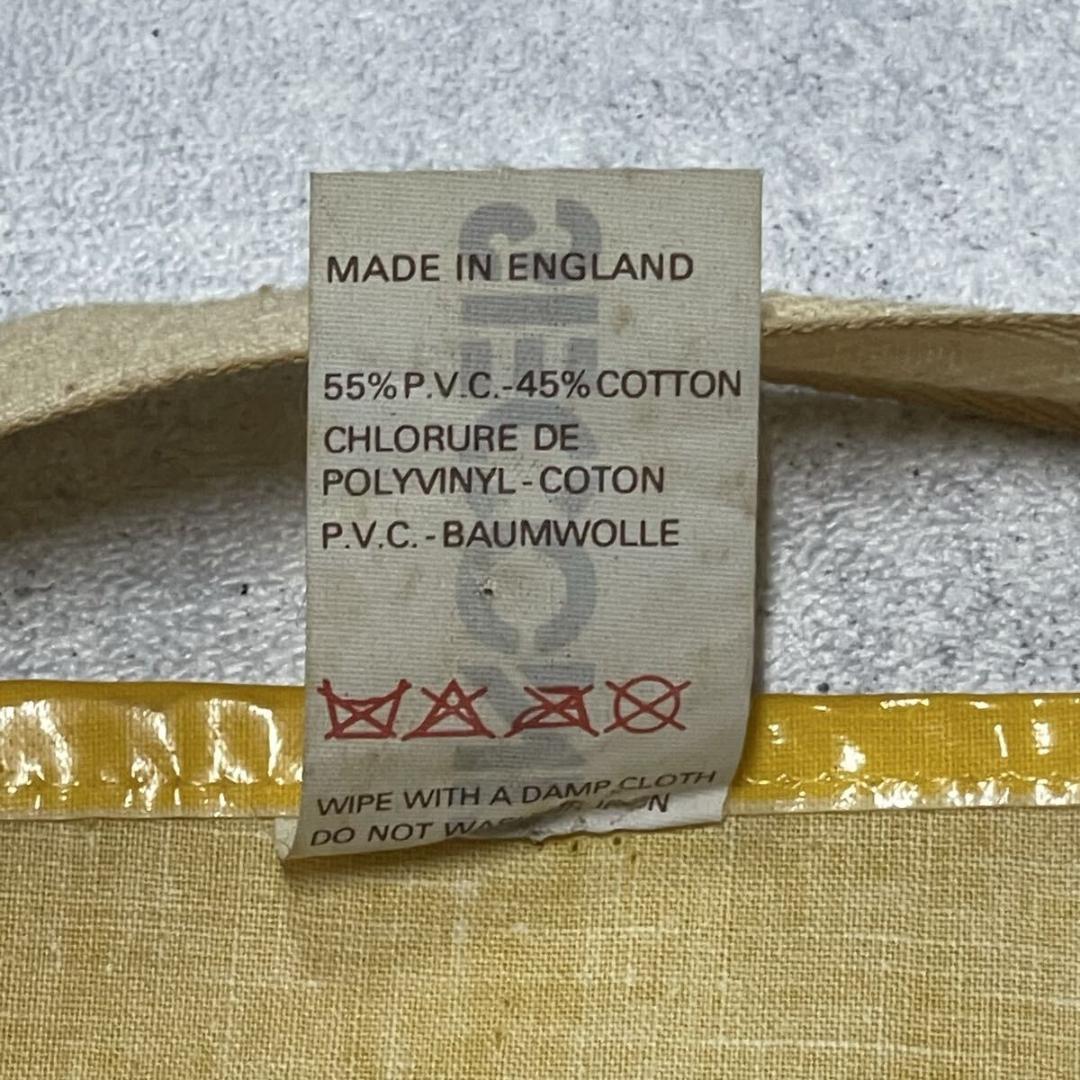 MADE IN ENGLAND
55% P.V.C.-45% COTTON
CHLORURE DE
POLYVINYL-COTON
P.V.C.-BAUMWOLLE
WIPE WITH A DAMP CLOTH
DO NOT